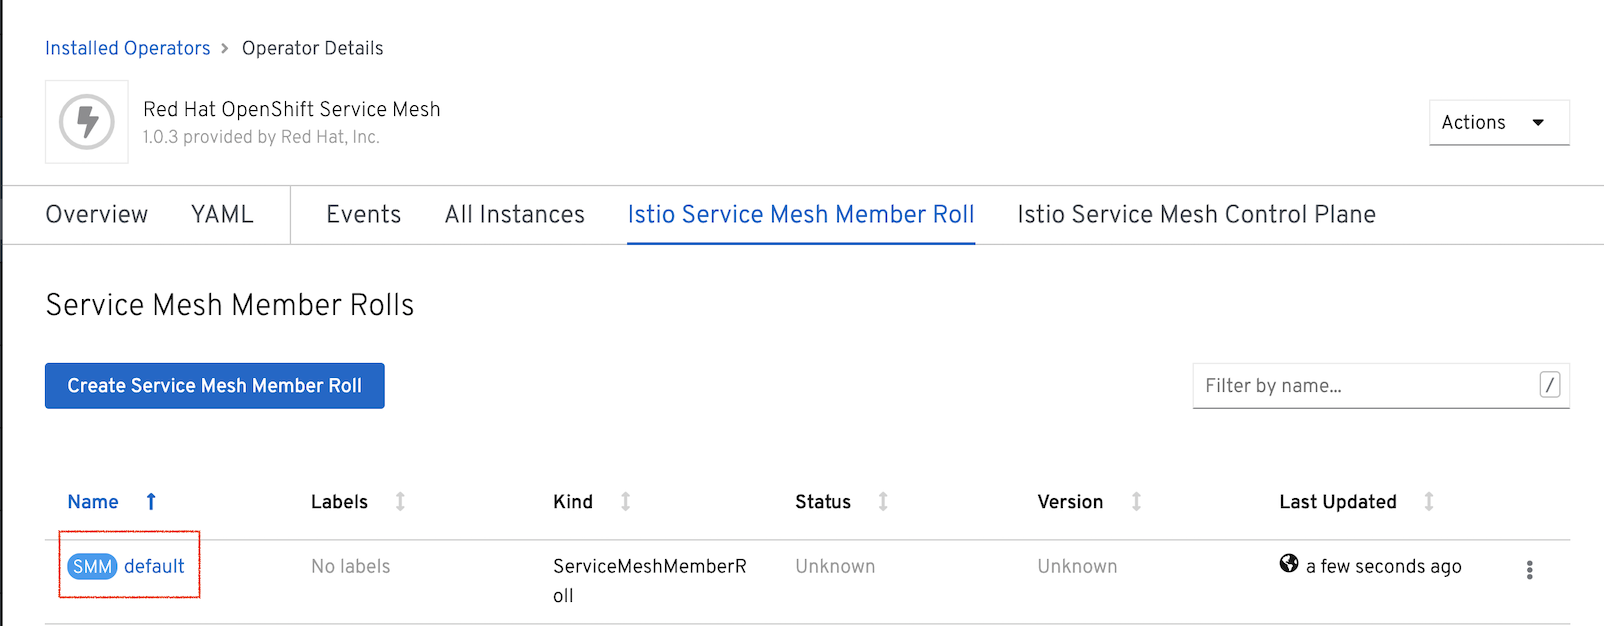 Installed Operators > Operator Details
Red Hat OpenShift Service Mesh
1.0.3 provided by Red Hat, Inc.
Actions
Overview YAML Events All Instances Istio Service Mesh Member Roll Istio Service Mesh Control Plane
Service Mesh Member Rolls
Create Service Mesh Member Roll Filter by name... /
Name Labels Kind Status Version Last Updated
SMM default No labels ServiceMeshMemberR Unknown Unknown a few seconds ago
oll